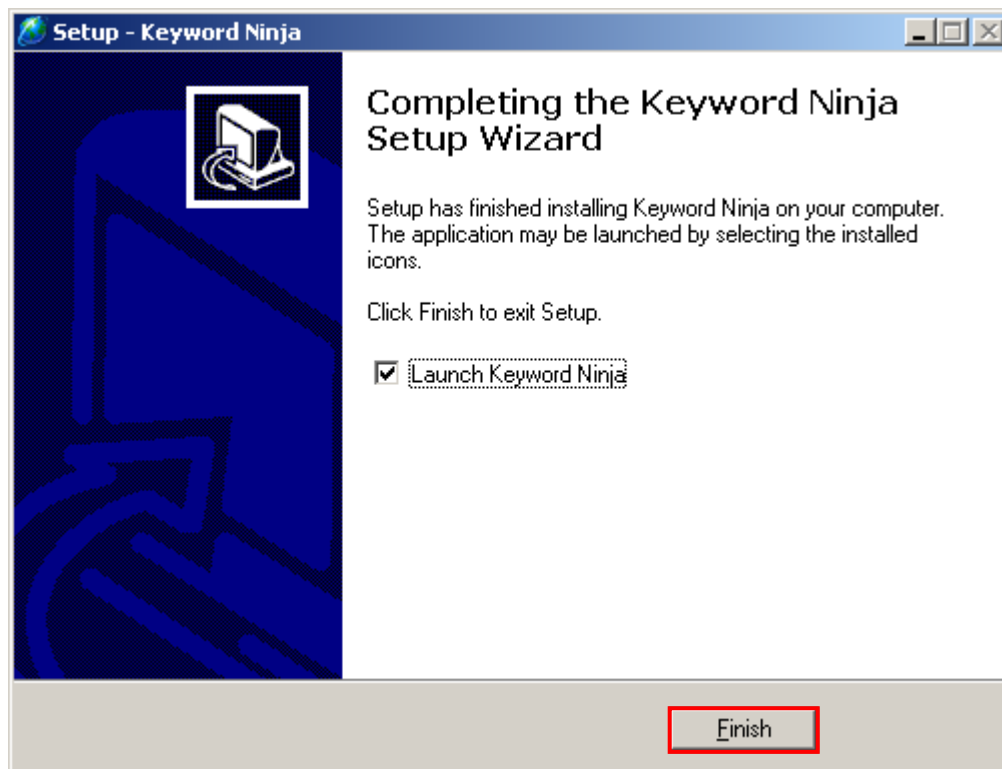 Setup - Keyword Ninja
Completing the Keyword Ninja
Setup Wizard
Setup has finished installing Keyword Ninja on your computer.
The application may be launched by selecting the installed
icons.
Click Finish to exit Setup.
Launch Keyword Ninja
Finish